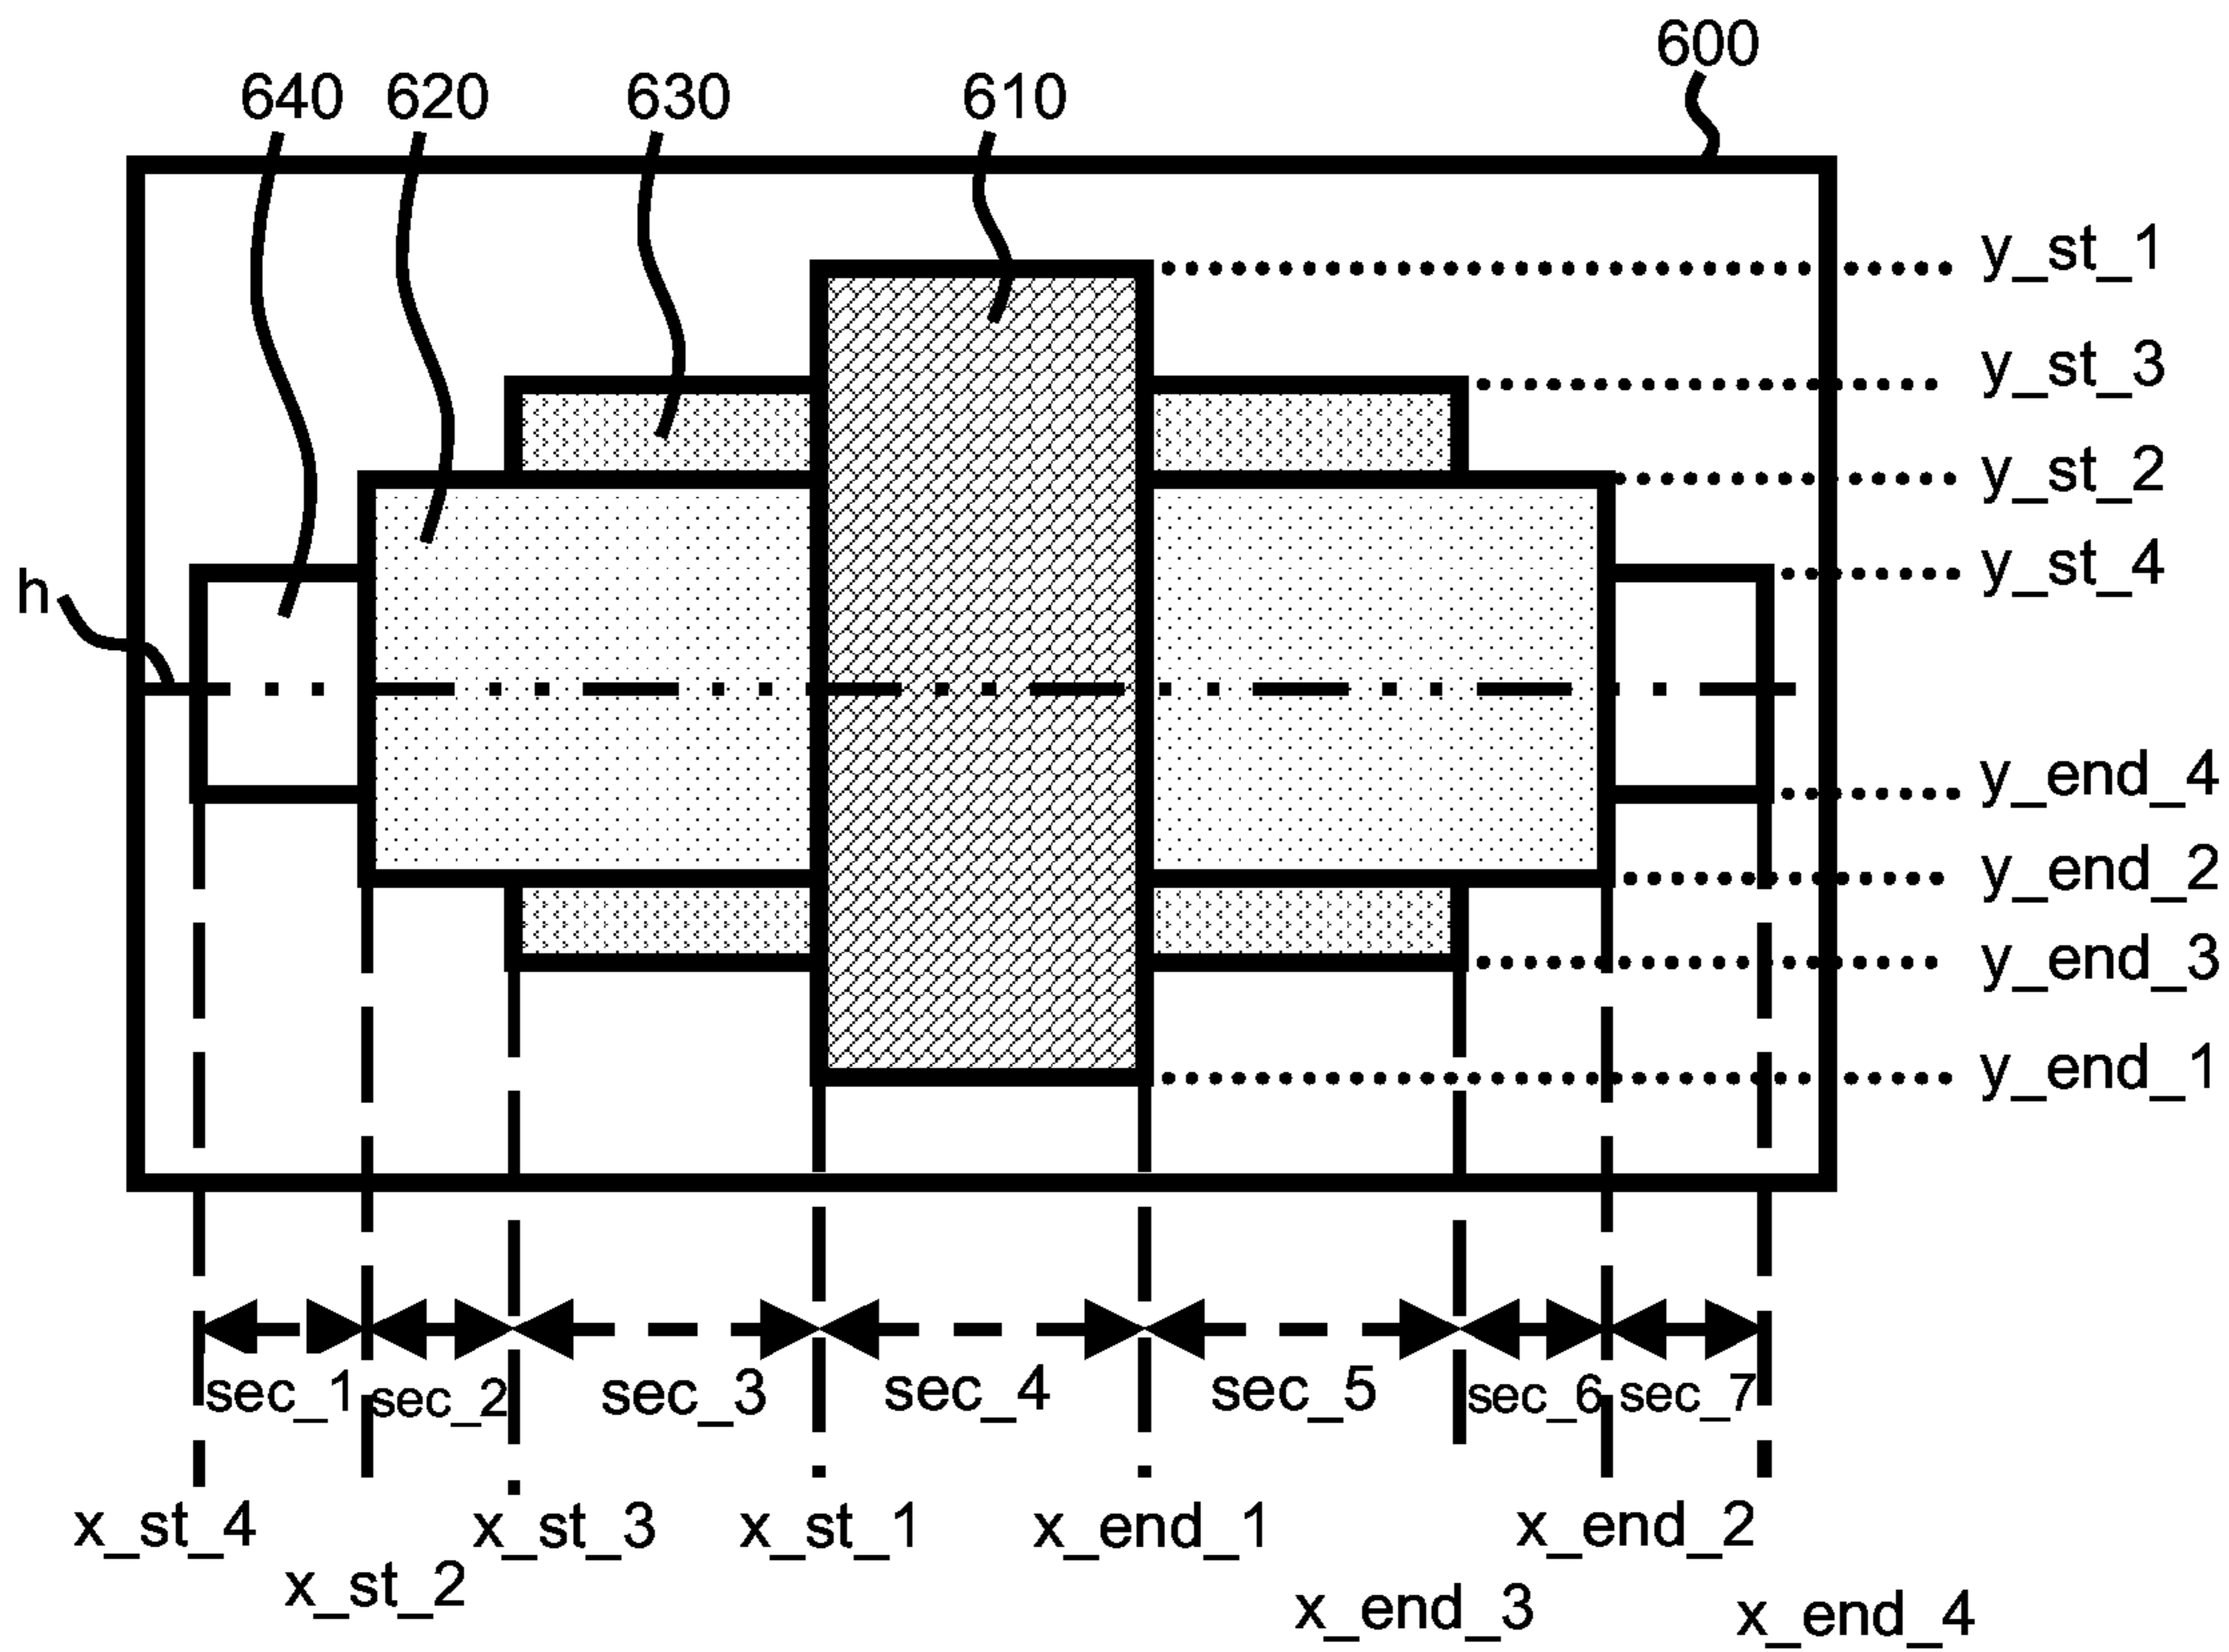 600
640 620 630 610
y_st_1
y_st_3
y_st_2
y_st_4
h
y_end_4
y_end_2
y_end_3
y_end_1
sec_1 sec_2 sec_3 sec_4 sec_5 sec_6 sec_7
x_st_4 x_st_3 x_st_1 x_end_1 x_end_2
x_st_2 x_end_3 x_end_4